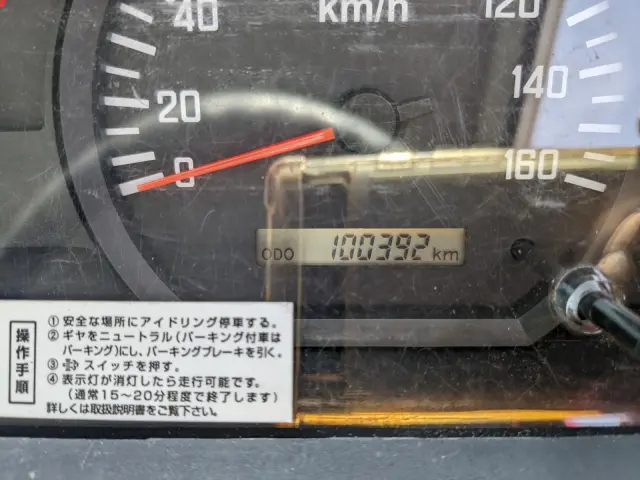 40
km/h
120
20
140
0
160
ODO 100392 km
操作手順
①安全な場所にアイドリング停車する。
②ギヤをニュートラル(パーキング付車は
パーキング)にし、パーキングブレーキを引く。
③ スイッチを押す。
④表示灯が消灯したら走行可能です。
(通常15～20分程度で終了します)
詳しくは取扱説明書をご覧下さい。